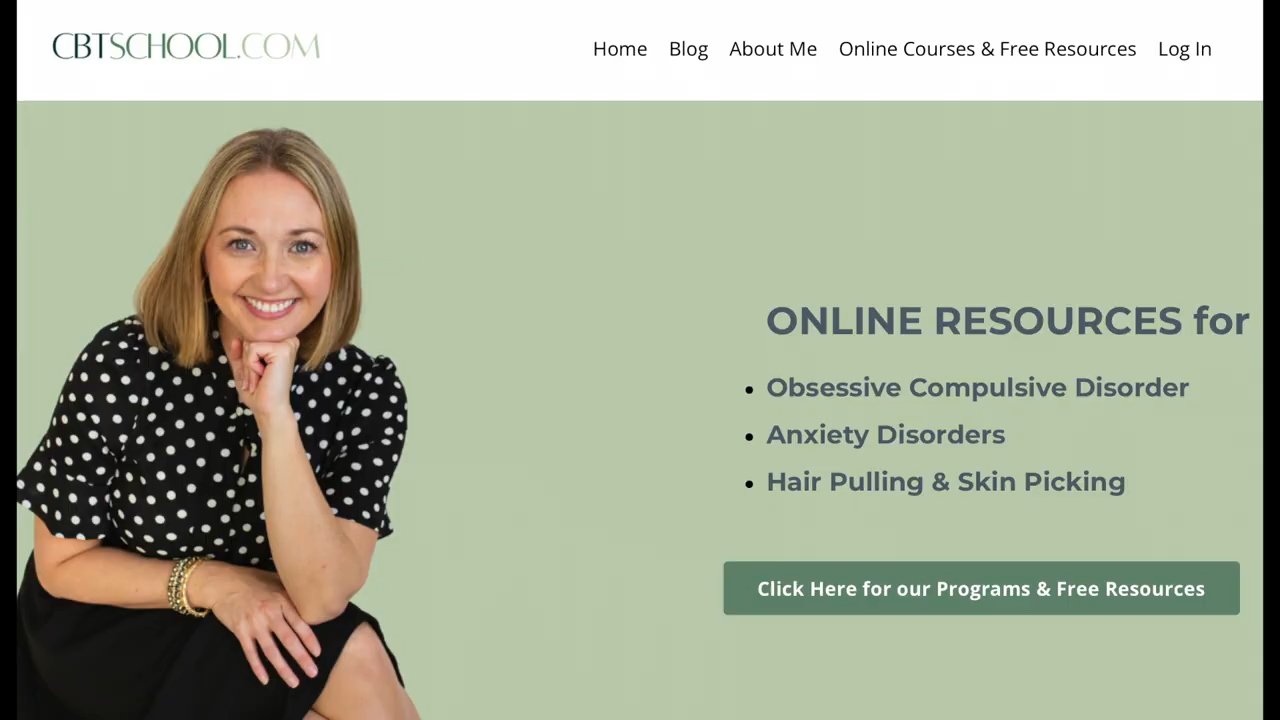 CBTSCHOOL.COM
Home Blog About Me Online Courses & Free Resources Log In
ONLINE RESOURCES for
Obsessive Compulsive Disorder
Anxiety Disorders
Hair Pulling & Skin Picking
Click Here for our Programs & Free Resources